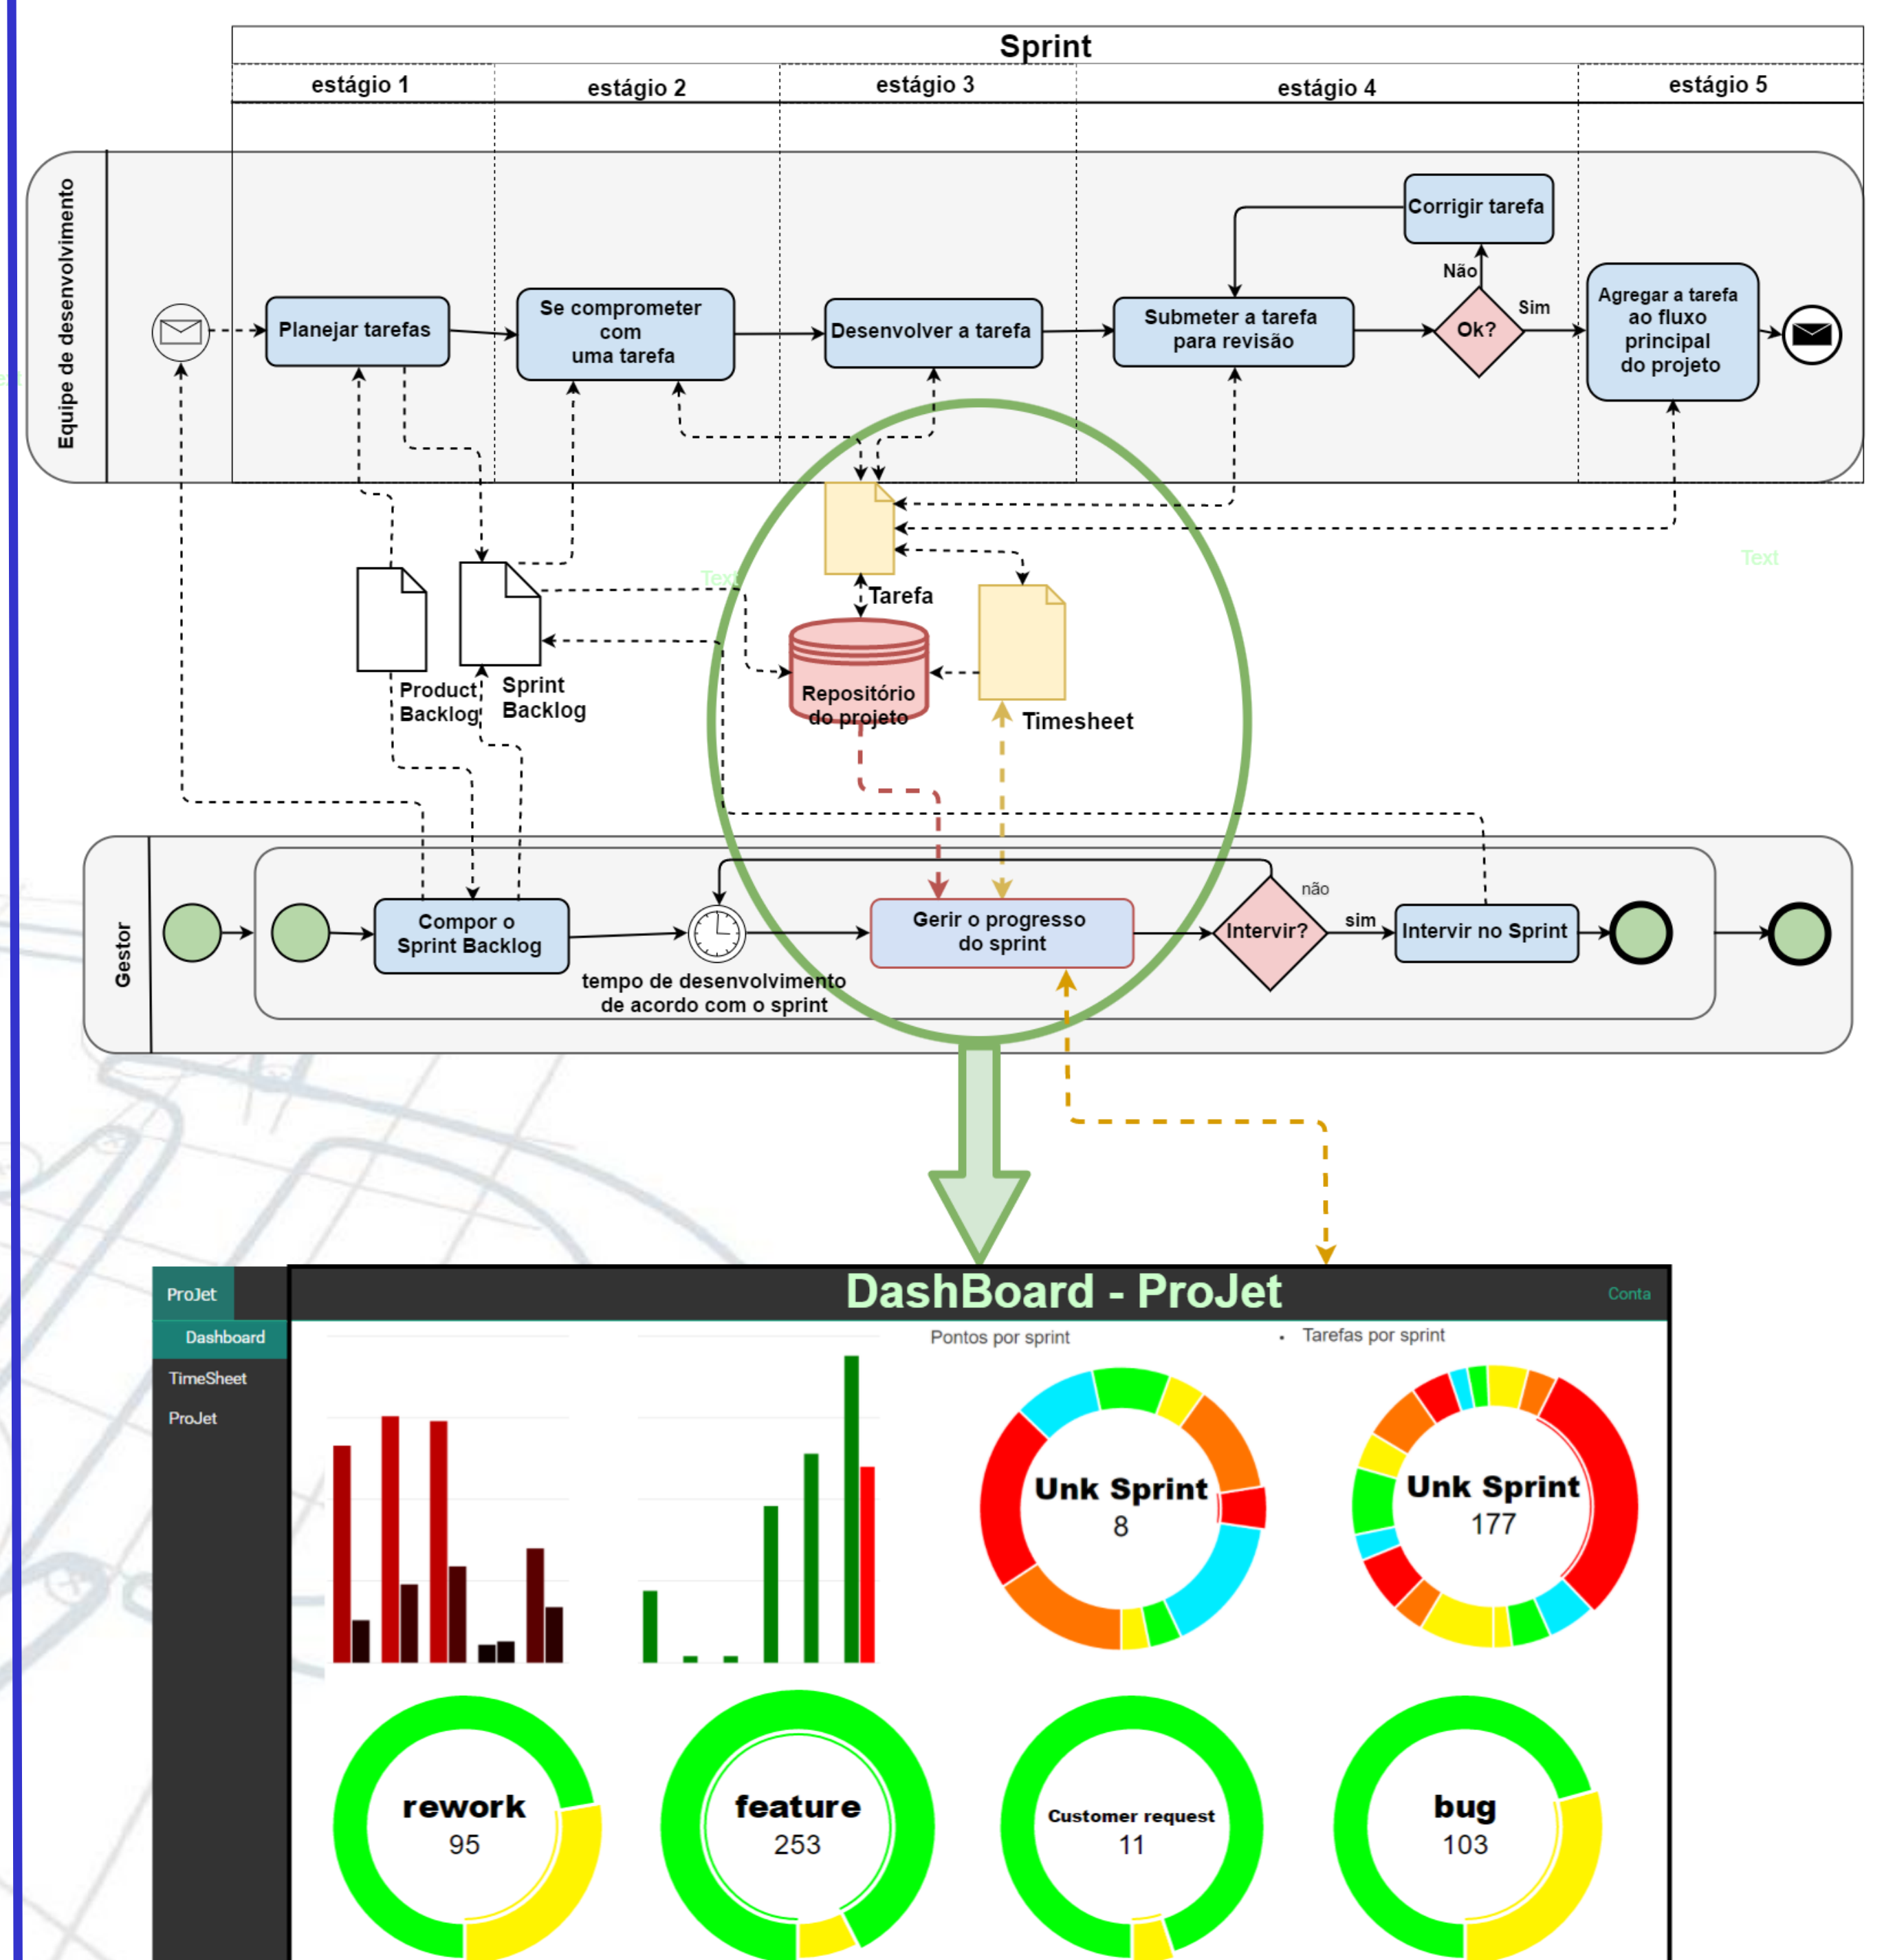 Sprint
estágio 1
estágio 2
estágio 3
estágio 4
estágio 5
Equipe de desenvolvimento
Planejar tarefas
Se comprometer
com
uma tarefa
Desenvolver a tarefa
Submeter a tarefa
para revisão
Corrigir tarefa
Não
Ok?
Sim
Agregar a tarefa
ao fluxo
principal
do projeto
Text
Text
Tarefa
Product
Backlog
Sprint
Backlog
Repositório
do projeto
Timesheet
Gestor
Compor o
Sprint Backlog
tempo de desenvolvimento
de acordo com o sprint
Gerir o progresso
do sprint
Intervir?
não
sim
Intervir no Sprint
ProJet
DashBoard - ProJet
Conta
Dashboard
TimeSheet
ProJet
Pontos por sprint
• Tarefas por sprint
Unk Sprint
8
Unk Sprint
177
rework
95
feature
253
Customer request
11
bug
103